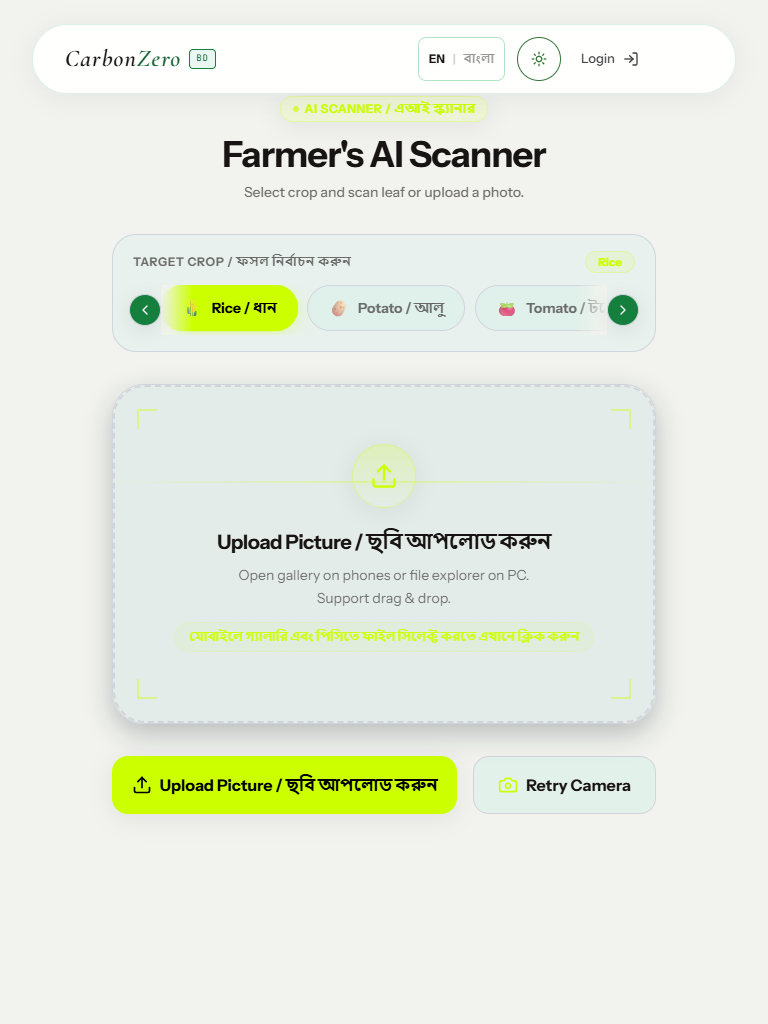 CarbonZero BD
EN | বাংলা
Login
AI SCANNER / এআই স্ক্যানার
Farmer's AI Scanner
Select crop and scan leaf or upload a photo.
TARGET CROP / ফসল নির্বাচন করুন
Rice
Rice / ধান
Potato / আলু
Tomato /
Upload Picture / ছবি আপলোড করুন
Open gallery on phones or file explorer on PC.
Support drag & drop.
মোবাইলে গ্যালারি এবং পিসিতে ফাইল সিলেক্ট করতে এখানে ক্লিক করুন
Upload Picture / ছবি আপলোড করুন
Retry Camera